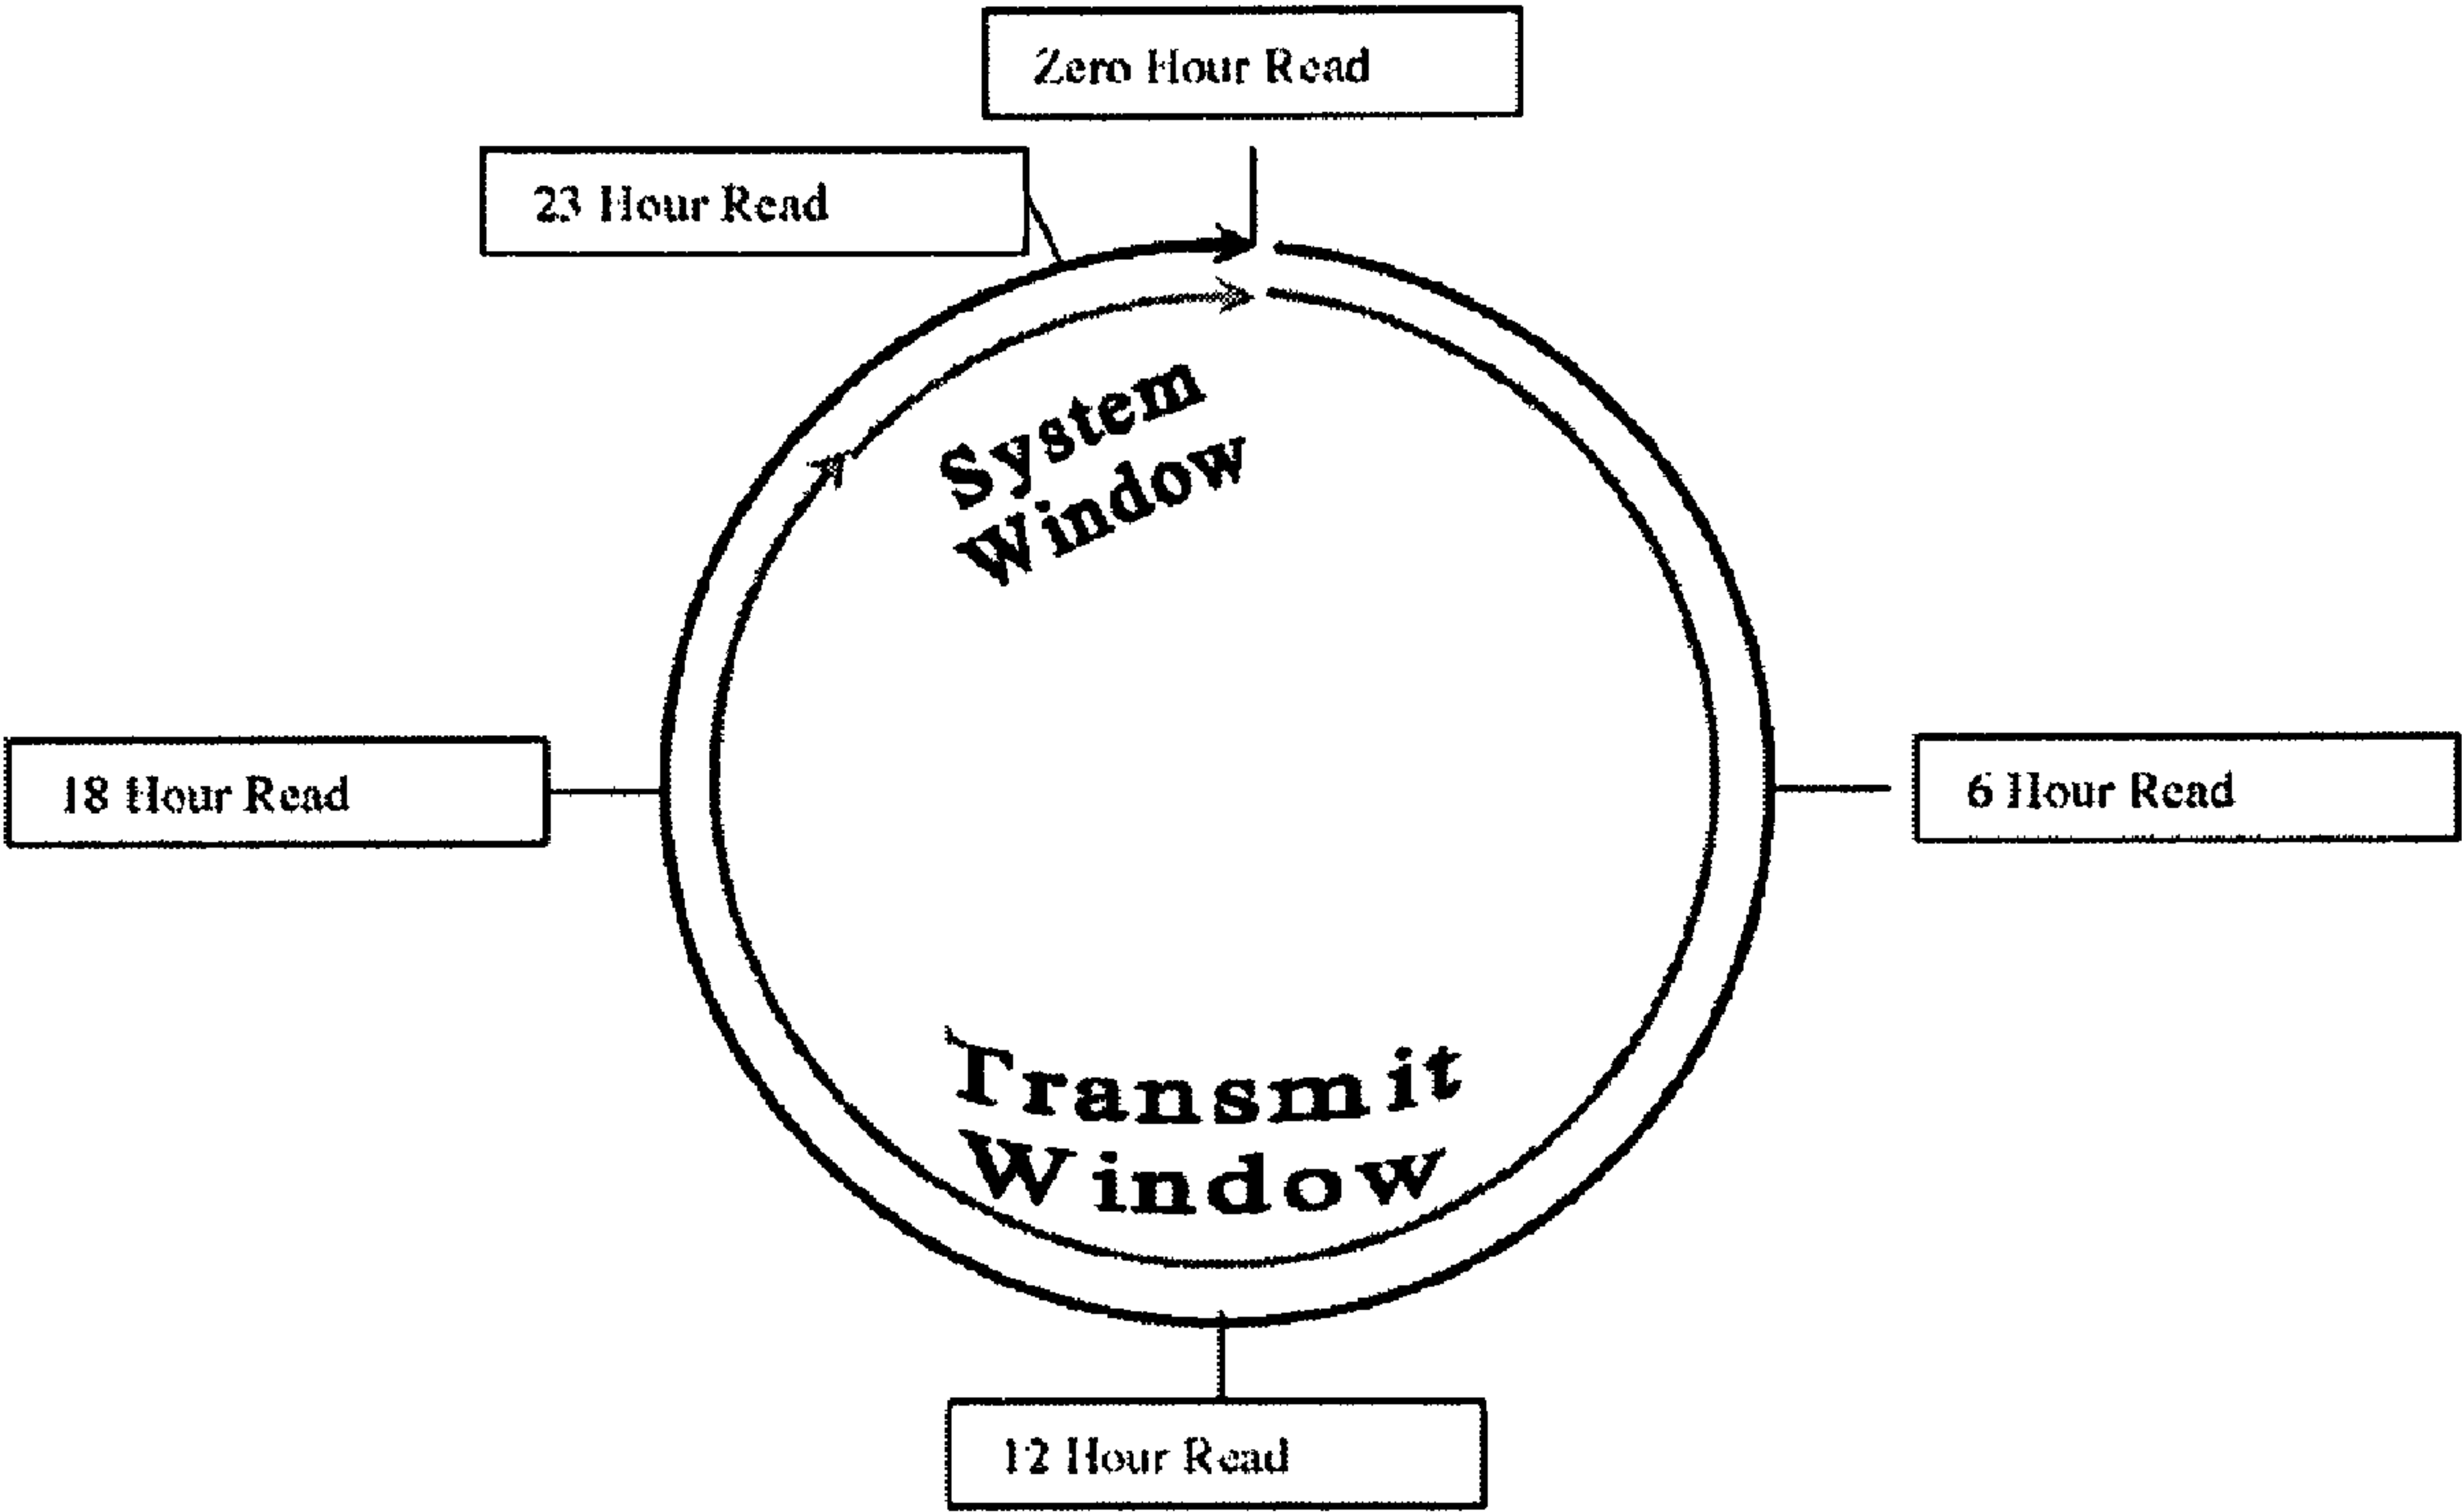 Zero Hour Read
23 Hour Read
System
Window
18 Hour Read
6 Hour Read
Transmit
Window
12 Hour Read